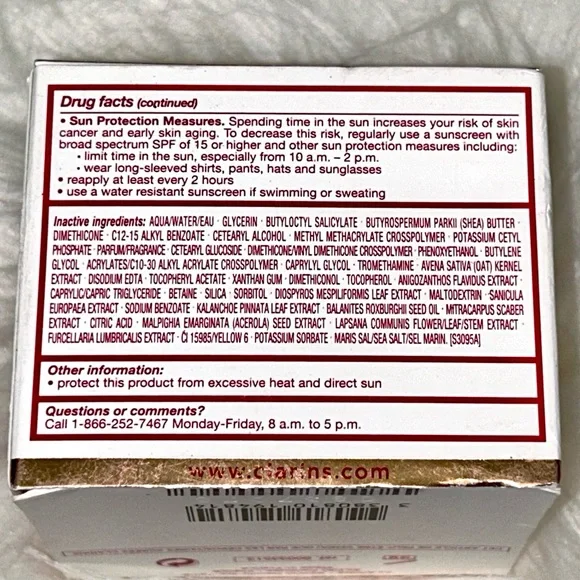 Drug facts (continued)
• Sun Protection Measures. Spending time in the sun increases your risk of skin
cancer and early skin aging. To decrease this risk, regularly use a sunscreen with
broad spectrum SPF of 15 or higher and other sun protection measures including:
• limit time in the sun, especially from 10 a.m. – 2 p.m.
• wear long-sleeved shirts, pants, hats and sunglasses
• reapply at least every 2 hours
• use a water resistant sunscreen if swimming or sweating
Inactive ingredients: AQUA/WATER/EAU · GLYCERIN · BUTYLOCTYL SALICYLATE · BUTYROSPERMUM PARKII (SHEA) BUTTER ·
DIMETHICONE · C12-15 ALKYL BENZOATE · CETEARYL ALCOHOL · METHYL METHACRYLATE CROSSPOLYMER · POTASSIUM CETYL
PHOSPHATE · PARFUM/FRAGRANCE · CETEARYL GLUCOSIDE · DIMETHICONE/VINYL DIMETHICONE CROSSPOLYMER · PHENOXYETHANOL · BUTYLENE
GLYCOL · ACRYLATES/C10-30 ALKYL ACRYLATE CROSSPOLYMER · CAPRYLYL GLYCOL · TROMETHAMINE · AVENA SATIVA (OAT) KERNEL
EXTRACT · DISODIUM EDTA · TOCOPHERYL ACETATE · XANTHAN GUM · DIMETHICONOL · TOCOPHEROL · ANIGOZANTHOS FLAVIDUS EXTRACT ·
CAPRYLIC/CAPRIC TRIGLYCERIDE · BETAINE · SILICA · SORBITOL · DIOSPYROS MESPILIFORMIS LEAF EXTRACT · MALTODEXTRIN · SANICULA
EUROPAEA EXTRACT · SODIUM BENZOATE · KALANCHOE PINNATA LEAF EXTRACT · BALANITES ROXBURGHII SEED OIL · MITRACARPUS SCABER
EXTRACT · CITRIC ACID · MALPIGHIA EMARGINATA (ACEROLA) SEED EXTRACT · LAPSANA COMMUNIS FLOWER/LEAF/STEM EXTRACT ·
FURCELLARIA LUMBRICALIS EXTRACT · CI 15985/YELLOW 6 · POTASSIUM SORBATE · MARIS SAL/SEA SALT/SEL MARIN. [S3095A]
Other information:
• protect this product from excessive heat and direct sun
Questions or comments?
Call 1-866-252-7467 Monday-Friday, 8 a.m. to 5 p.m.
www.clarins.com